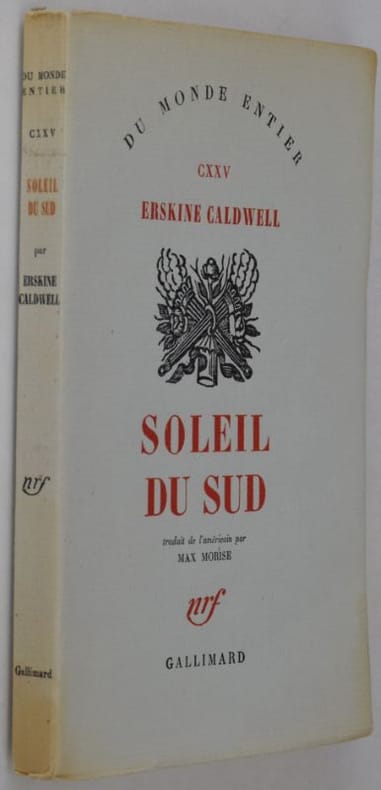 DU MONDE
ENTIER
CXXV
SOLEIL
DU SUD
par
ERSKINE
CALDWELL
nrf
Gallimard
DU MONDE ENTIER
CXXV
ERSKINE CALDWELL
SOLEIL
DU SUD
traduit de l'américain par
MAX MORISE
nrf
GALLIMARD